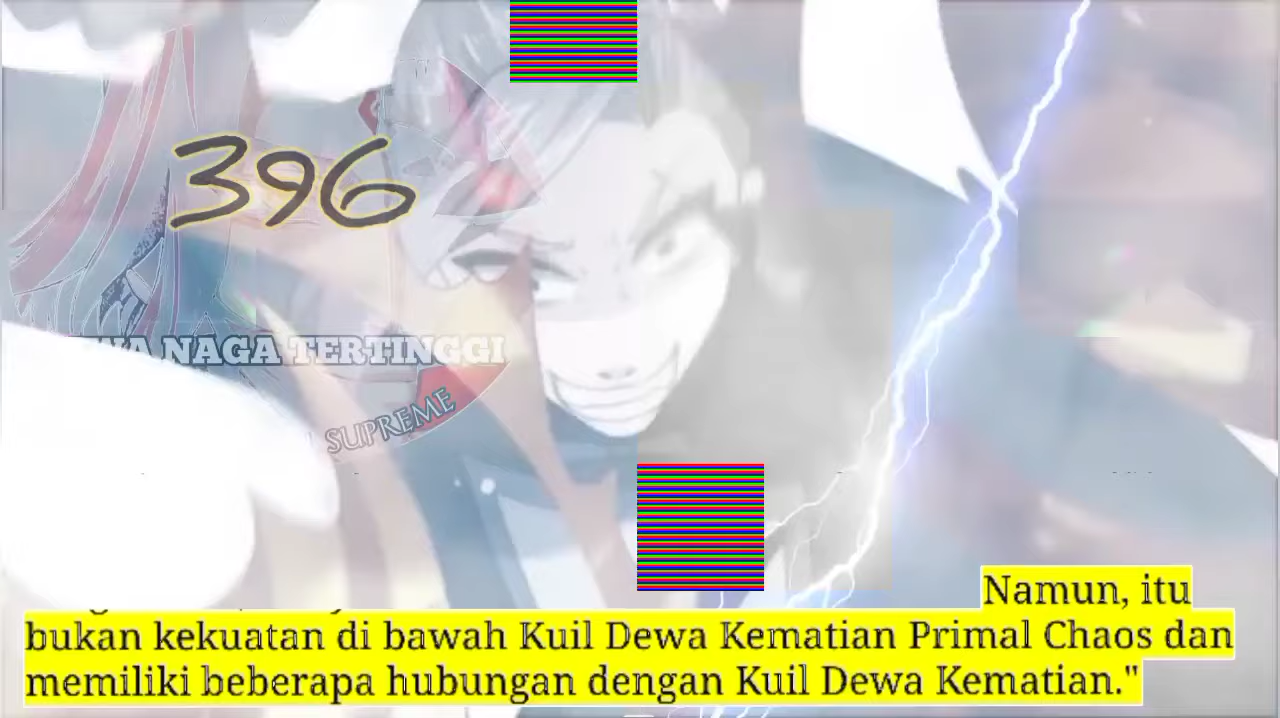 396
NAGA TERTINGGI
SUPREME
Namun, itu
bukan kekuatan di bawah Kuil Dewa Kematian Primal Chaos dan
memiliki beberapa hubungan dengan Kuil Dewa Kematian."